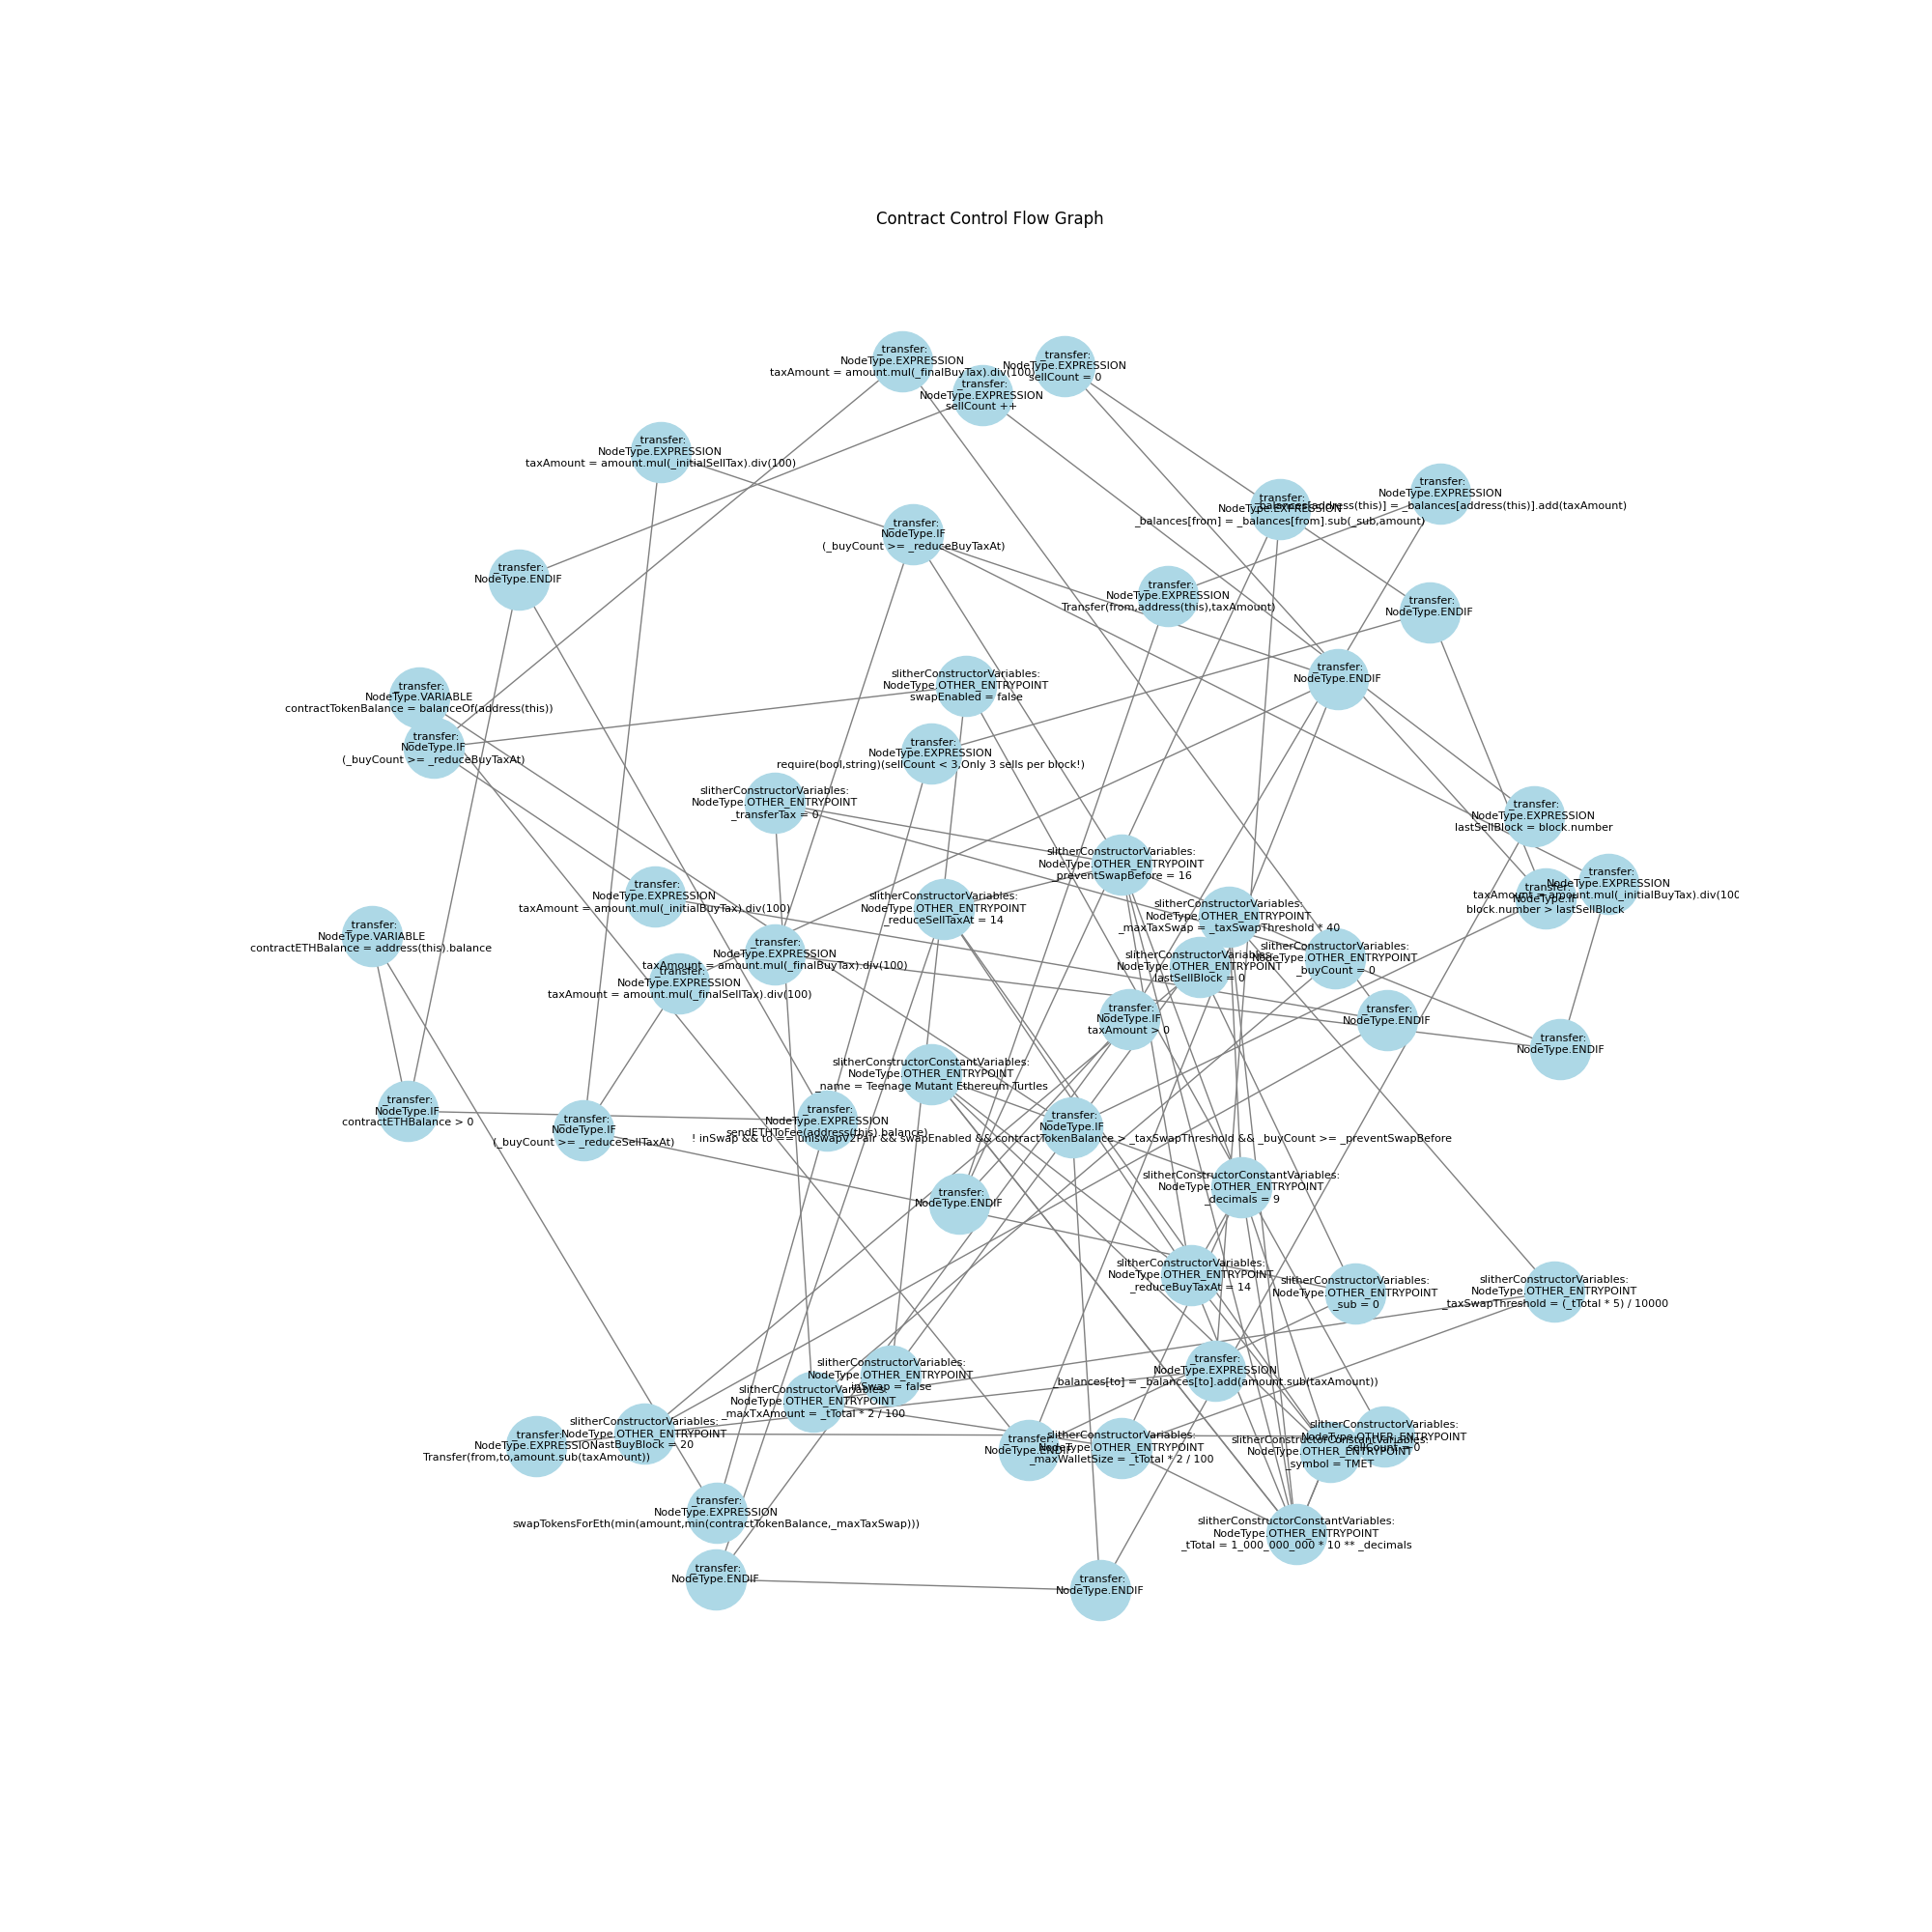 Contract Control Flow Graph
_transfer:
NodeType.EXPRESSION
taxAmount = amount.mul(_finalBuyTax).div(100)
_transfer:
NodeType.EXPRESSION
sellCount = 0
_transfer:
NodeType.EXPRESSION
sellCount ++
_transfer:
NodeType.EXPRESSION
taxAmount = amount.mul(_initialSellTax).div(100)
_transfer:
NodeType.EXPRESSION
_balances[address(this)] = _balances[address(this)].add(taxAmount)
_transfer:
NodeType.EXPRESSION
_balances[from] = _balances[from].sub(_sub,amount)
_transfer:
NodeType.IF
(_buyCount >= _reduceBuyTaxAt)
_transfer:
NodeType.ENDIF
_transfer:
NodeType.EXPRESSION
Transfer(from,address(this),taxAmount)
_transfer:
NodeType.ENDIF
_transfer:
NodeType.ENDIF
slitherConstructorVariables:
NodeType.OTHER_ENTRYPOINT
swapEnabled = false
_transfer:
NodeType.VARIABLE
contractTokenBalance = balanceOf(address(this))
_transfer:
NodeType.IF
(_buyCount >= _reduceBuyTaxAt)
_transfer:
NodeType.EXPRESSION
require(bool,string)(sellCount < 3,Only 3 sells per block!)
slitherConstructorVariables:
NodeType.OTHER_ENTRYPOINT
_transferTax = 0
_transfer:
NodeType.EXPRESSION
lastSellBlock = block.number
slitherConstructorVariables:
NodeType.OTHER_ENTRYPOINT
_preventSwapBefore = 16
_transfer:
NodeType.EXPRESSION
taxAmount = amount.mul(_initialBuyTax).div(100
_transfer:
NodeType.IF
block.number > lastSellBlock
_transfer:
NodeType.EXPRESSION
taxAmount = amount.mul(_initialBuyTax).div(100)
slitherConstructorVariables:
NodeType.OTHER_ENTRYPOINT
_reduceSellTaxAt = 14
slitherConstructorVariables:
NodeType.OTHER_ENTRYPOINT
_maxTaxSwap = _taxSwapThreshold * 40
_transfer:
NodeType.VARIABLE
contractETHBalance = address(this).balance
_transfer:
NodeType.EXPRESSION
taxAmount = amount.mul(_finalBuyTax).div(100)
slitherConstructorVariables:
NodeType.OTHER_ENTRYPOINT
lastSellBlock = 0
slitherConstructorVariables:
NodeType.OTHER_ENTRYPOINT
_buyCount = 0
_transfer:
NodeType.EXPRESSION
taxAmount = amount.mul(_finalSellTax).div(100)
_transfer:
NodeType.IF
taxAmount > 0
_transfer:
NodeType.ENDIF
_transfer:
NodeType.ENDIF
slitherConstructorConstantVariables:
NodeType.OTHER_ENTRYPOINT
_name = Teenage Mutant Ethereum Turtles
_transfer:
NodeType.IF
contractETHBalance > 0
_transfer:
NodeType.IF
(_buyCount >= _reduceSellTaxAt)
_transfer:
NodeType.EXPRESSION
sendETHToFee(address(this).balance)
_transfer:
NodeType.IF
! inSwap && to == uniswapV2Pair && swapEnabled && contractTokenBalance > _taxSwapThreshold && _buyCount >= _preventSwapBefore
_transfer:
NodeType.ENDIF
slitherConstructorConstantVariables:
NodeType.OTHER_ENTRYPOINT
_decimals = 9
slitherConstructorVariables:
NodeType.OTHER_ENTRYPOINT
_reduceBuyTaxAt = 14
slitherConstructorVariables:
NodeType.OTHER_ENTRYPOINT
_sub = 0
slitherConstructorVariables:
NodeType.OTHER_ENTRYPOINT
_taxSwapThreshold = (_tTotal * 5) / 10000
slitherConstructorVariables:
NodeType.OTHER_ENTRYPOINT
inSwap = false
_transfer:
NodeType.EXPRESSION
_balances[to] = _balances[to].add(amount.sub(taxAmount))
slitherConstructorVariables:
NodeType.OTHER_ENTRYPOINT
_maxTxAmount = _tTotal * 2 / 100
slitherConstructorVariables:
NodeType.OTHER_ENTRYPOINT
lastBuyBlock = 20
_transfer:
NodeType.EXPRESSION
Transfer(from,to,amount.sub(taxAmount))
_transfer:
NodeType.ENDIF
slitherConstructorVariables:
NodeType.OTHER_ENTRYPOINT
_maxWalletSize = _tTotal * 2 / 100
slitherConstructorVariables:
NodeType.OTHER_ENTRYPOINT
sellCount = 0
slitherConstructorConstantVariables:
NodeType.OTHER_ENTRYPOINT
_symbol = TMET
_transfer:
NodeType.EXPRESSION
swapTokensForEth(min(amount,min(contractTokenBalance,_maxTaxSwap)))
slitherConstructorConstantVariables:
NodeType.OTHER_ENTRYPOINT
_tTotal = 1_000_000_000 * 10 ** _decimals
_transfer:
NodeType.ENDIF
_transfer:
NodeType.ENDIF